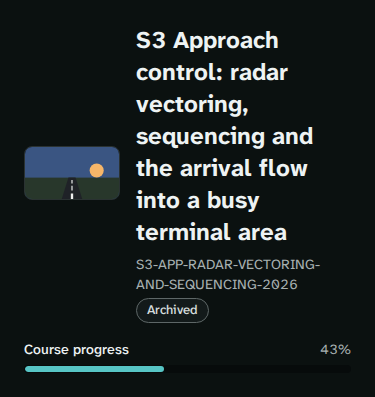 S3 Approach
control: radar
vectoring,
sequencing and
the arrival flow
into a busy
terminal area
S3-APP-RADAR-VECTORING-
AND-SEQUENCING-2026
Archived
Course progress 43%